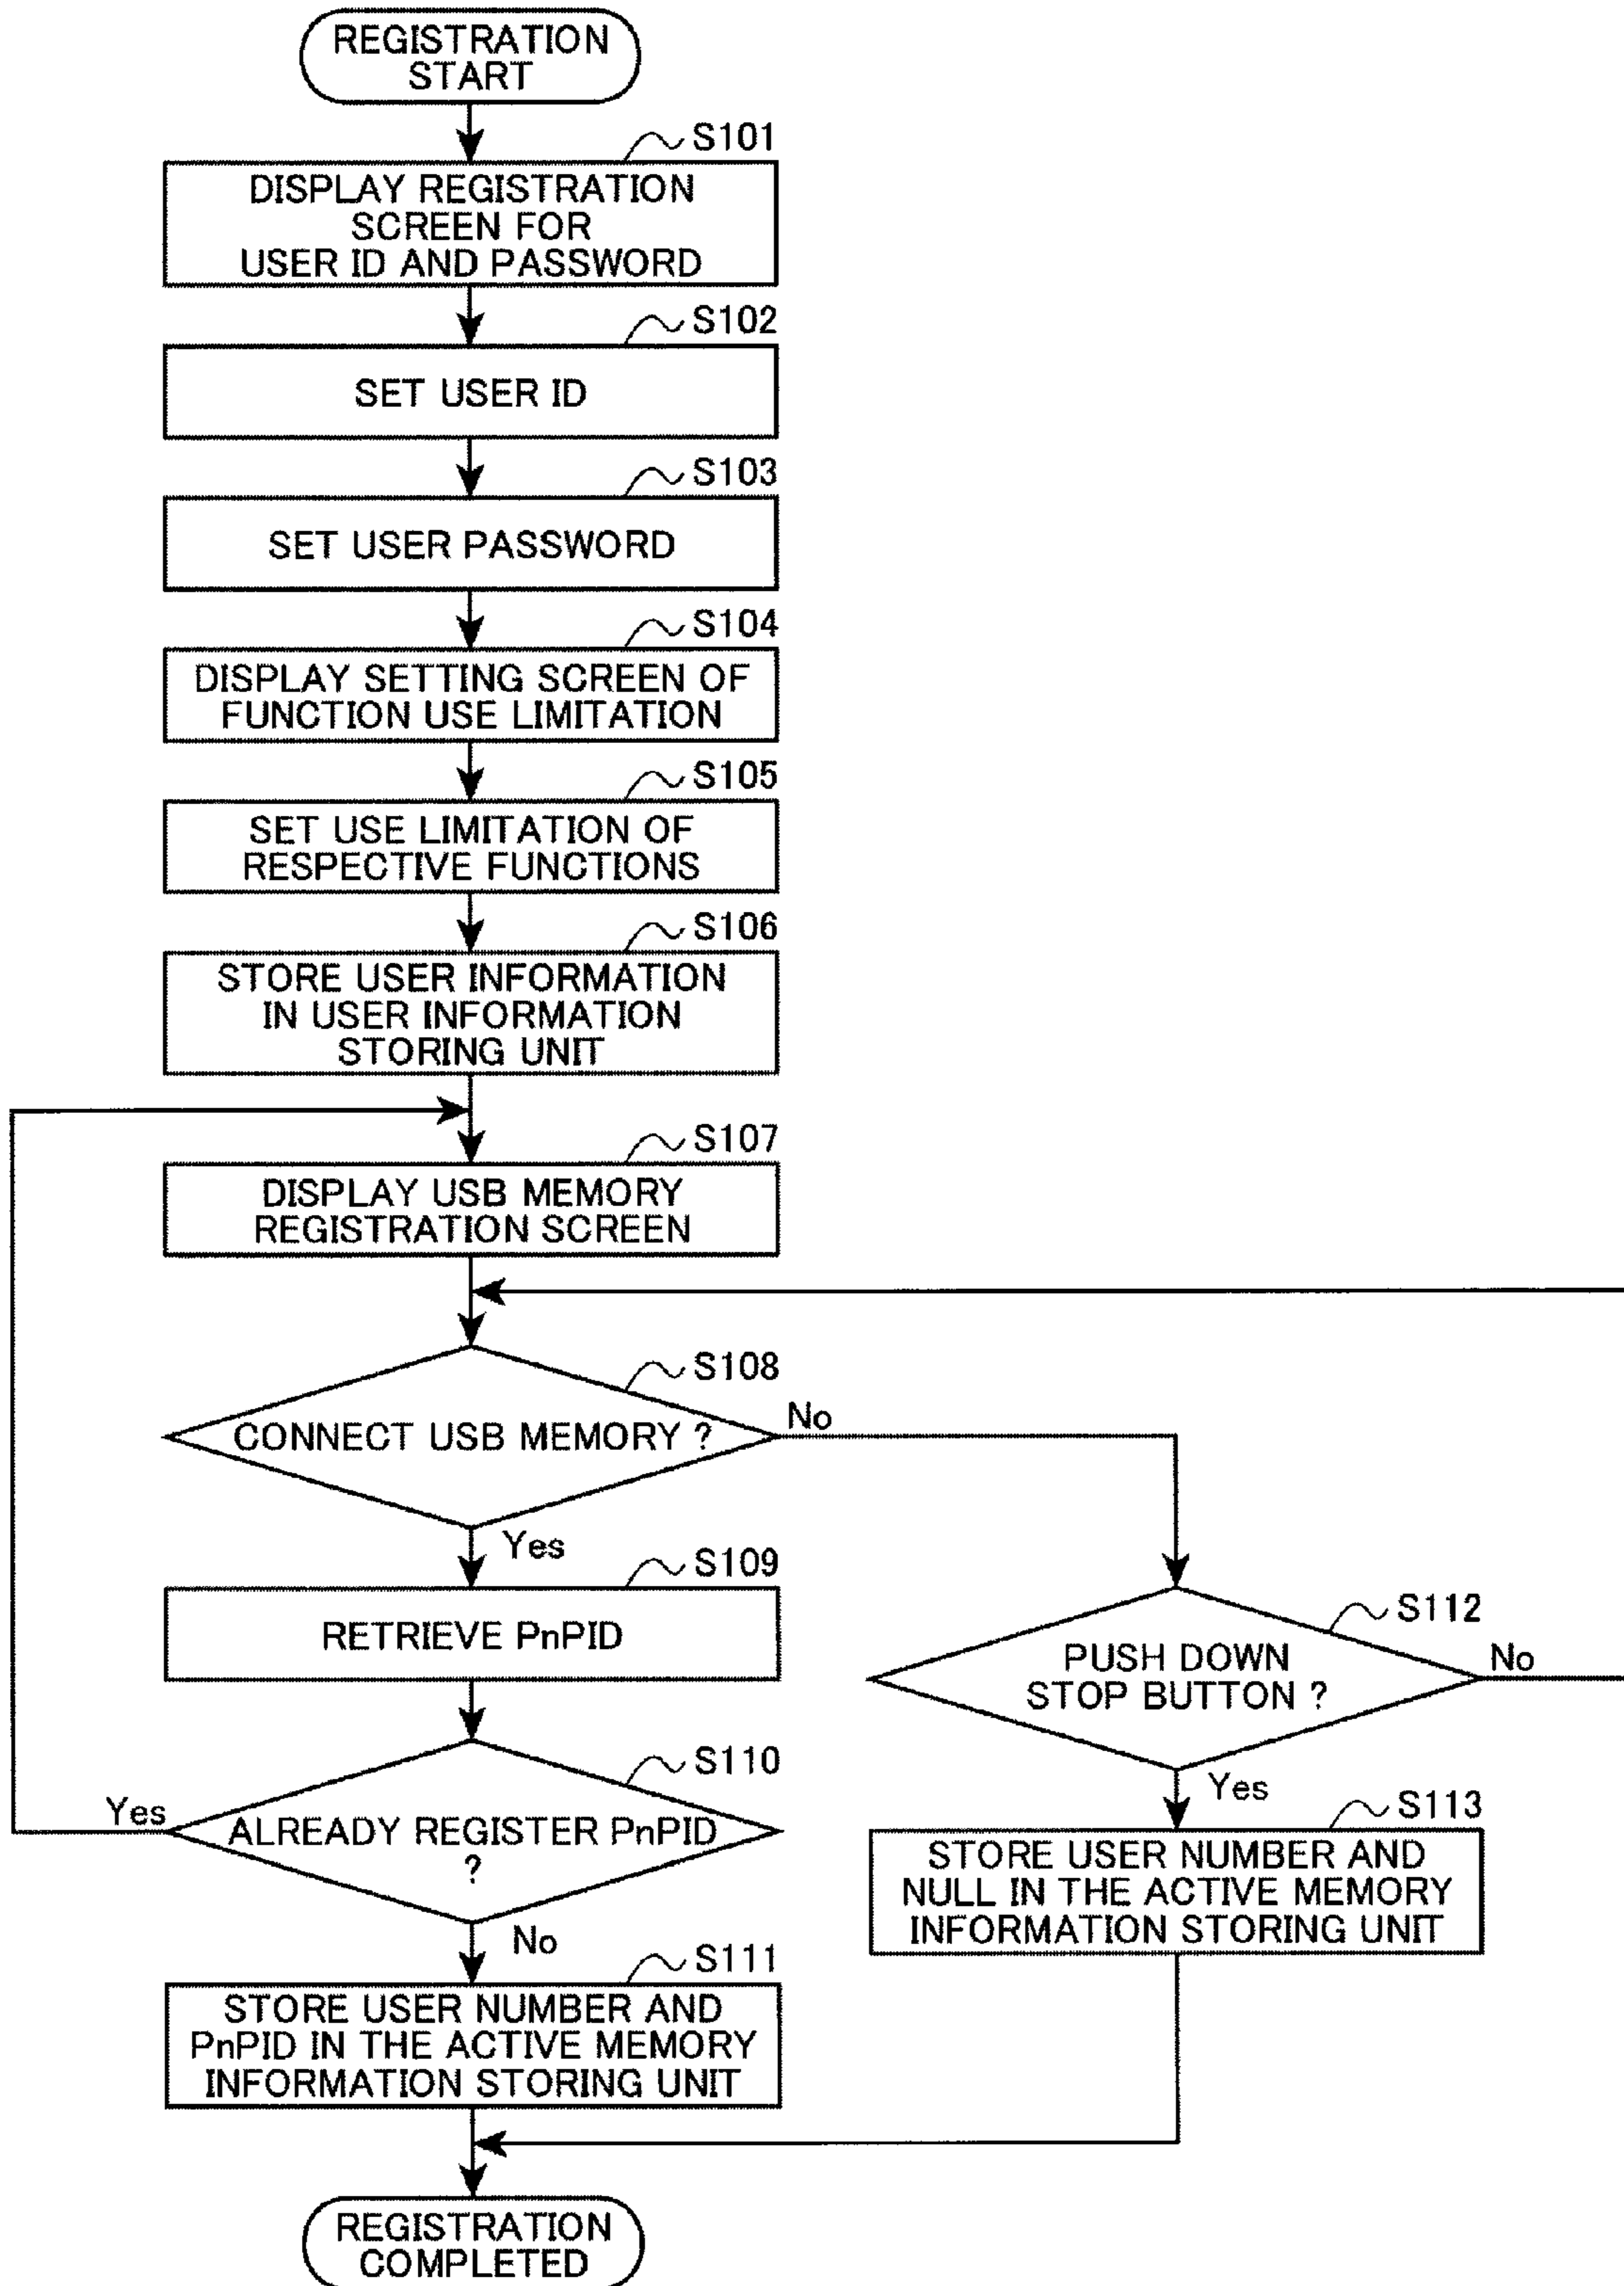 REGISTRATION
START
S101
DISPLAY REGISTRATION
SCREEN FOR
USER ID AND PASSWORD
S102
SET USER ID
S103
SET USER PASSWORD
S104
DISPLAY SETTING SCREEN OF
FUNCTION USE LIMITATION
S105
SET USE LIMITATION OF
RESPECTIVE FUNCTIONS
S106
STORE USER INFORMATION
IN USER INFORMATION
STORING UNIT
S107
DISPLAY USB MEMORY
REGISTRATION SCREEN
S108
CONNECT USB MEMORY ?
No
Yes
S109
RETRIEVE PnPID
S110
ALREADY REGISTER PnPID
?
Yes
No
S111
STORE USER NUMBER AND
PnPID IN THE ACTIVE MEMORY
INFORMATION STORING UNIT
S112
PUSH DOWN
STOP BUTTON ?
No
Yes
S113
STORE USER NUMBER AND
NULL IN THE ACTIVE MEMORY
INFORMATION STORING UNIT
REGISTRATION
COMPLETED